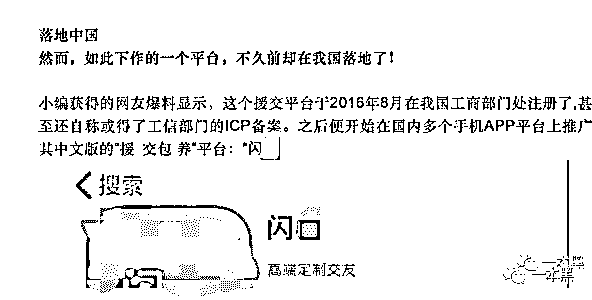 落地中国
然而，如此下作的一个平台，不久前却在我国落地了！
小编获得的网友爆料显示，这个援交平台于2016年8月在我国工商部门处注册了，甚
至还自称或得了工信部门的ICP备案。之后便开始在国内多个手机APP平台上推广
其中文版的“援 交包 养”平台：“闪
搜索
闪
高端定制交友
一本黑